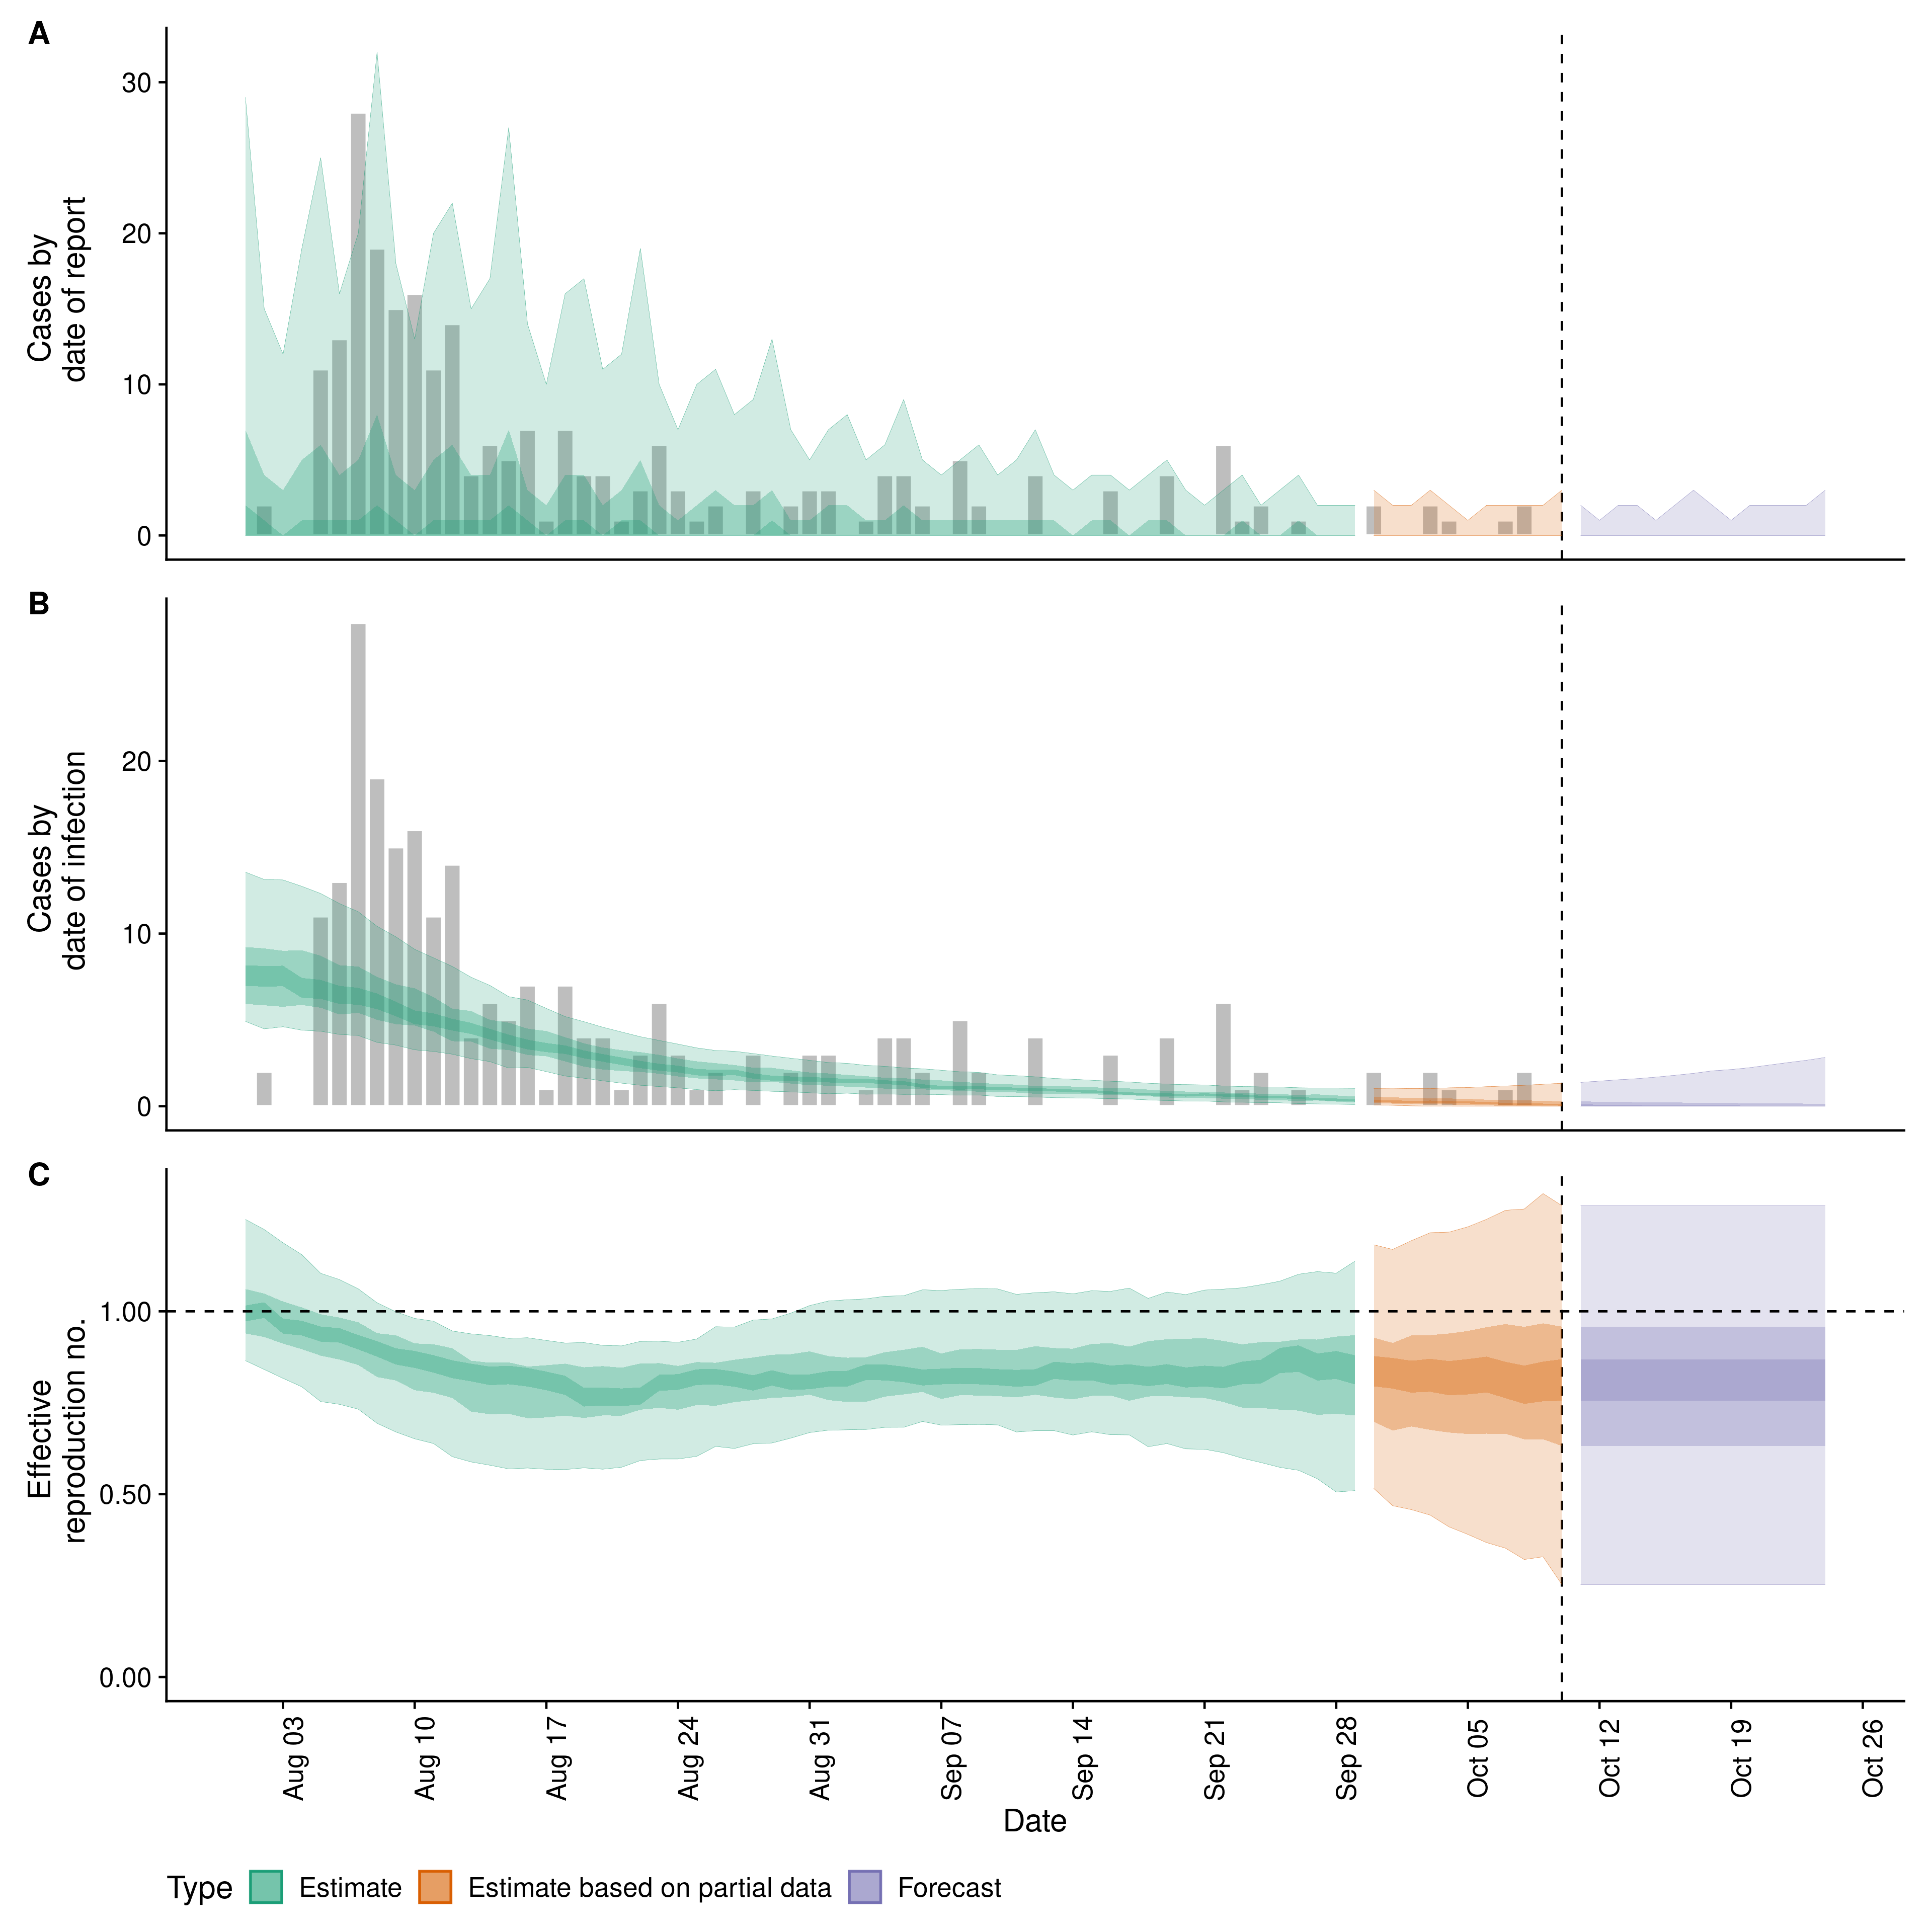 A
Cases by
date of report
30
20
10
0
B
Cases by
date of infection
20
10
0
C
Effective
reproduction no.
1.00
0.50
0.00
Aug 03
Aug 10
Aug 17
Aug 24
Aug 31
Sep 07
Sep 14
Sep 21
Sep 28
Oct 05
Oct 12
Oct 19
Oct 26
Date
Type Estimate Estimate based on partial data Forecast